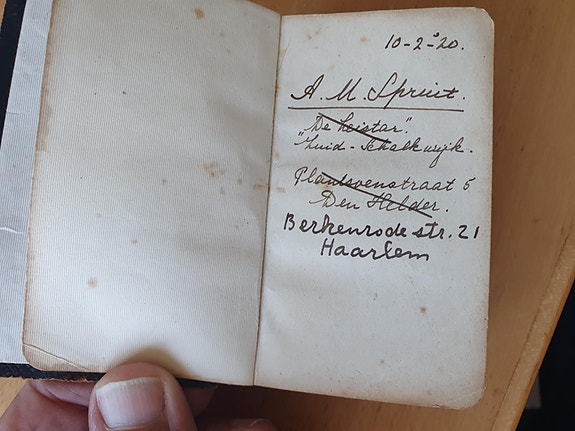 10-2-'20.
A. M. Spruit.
„De Leistar".
"Zuid-Schalkwijk.
Plantsoenstraat 5
Den Helder.
Berkenrode str. 21
Haarlem